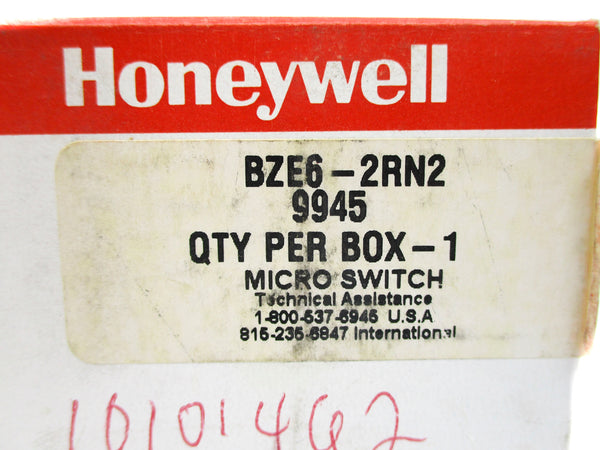 Honeywell
BZE6-2RN2
9945
QTY PER BOX-1
MICRO SWITCH
Technical Assistance
1-800-537-6945 U.S.A
815-235-6847 International
10101462